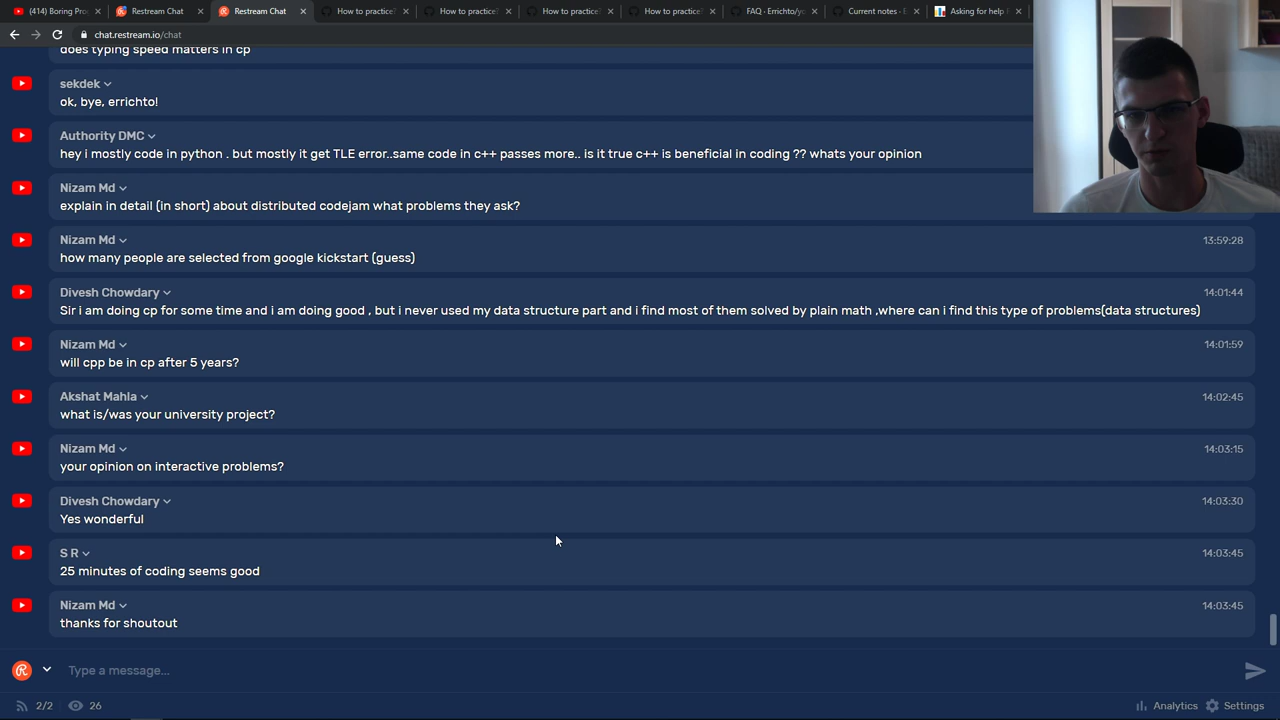 (414) Boring Pro
Restream Chat
Restream Chat
How to practice?
How to practice?
How to practice?
How to practice?
FAQ · Errichto/yo
Current notes · E
Asking for help
chat.restream.io/chat
does typing speed matters in cp
sekdek
ok, bye, errichto!
Authority DMC
hey i mostly code in python . but mostly it get TLE error..same code in c++ passes more.. is it true c++ is beneficial in coding ?? whats your opinion
Nizam Md
explain in detail (in short) about distributed codejam what problems they ask?
Nizam Md
13:59:28
how many people are selected from google kickstart (guess)
Divesh Chowdary
14:01:44
Sir i am doing cp for some time and i am doing good , but i never used my data structure part and i find most of them solved by plain math ,where can i find this type of problems(data structures)
Nizam Md
14:01:59
will cpp be in cp after 5 years?
Akshat Mahla
14:02:45
what is/was your university project?
Nizam Md
14:03:15
your opinion on interactive problems?
Divesh Chowdary
14:03:30
Yes wonderful
S R
14:03:45
25 minutes of coding seems good
Nizam Md
14:03:45
thanks for shoutout
Type a message...
2/2
26
Analytics
Settings